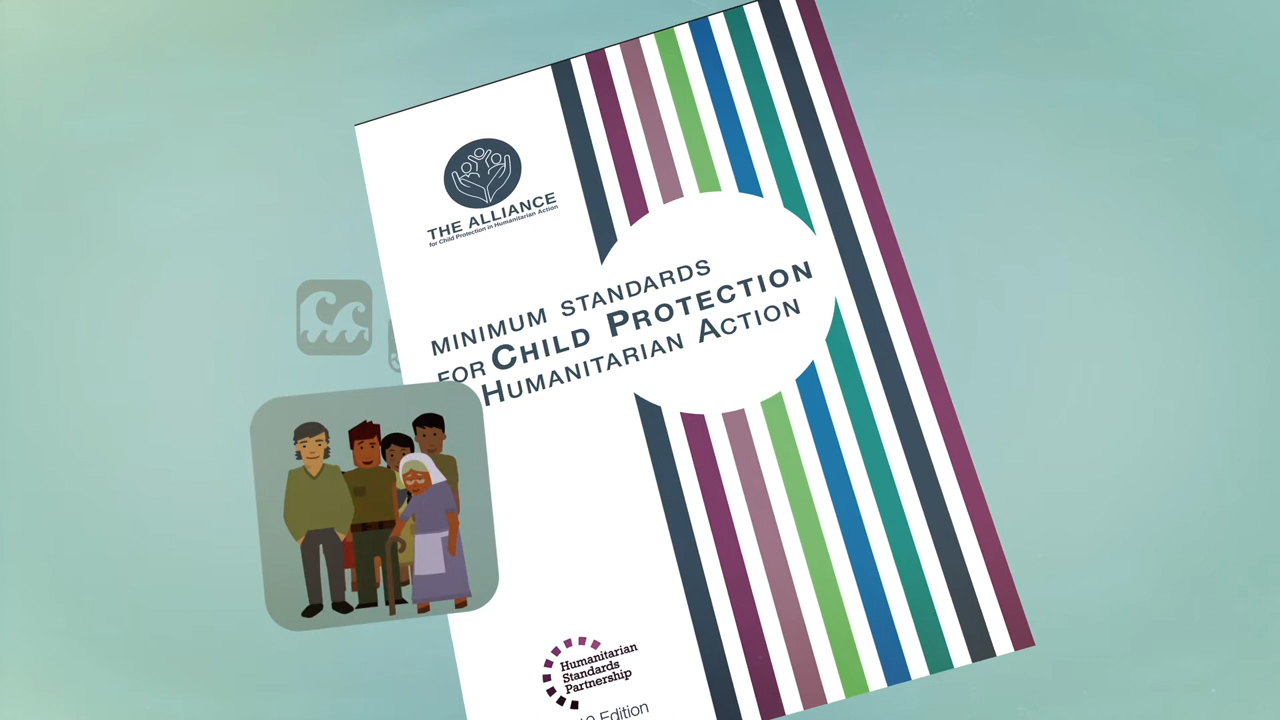 THE ALLIANCE
for Child Protection in Humanitarian Action
MINIMUM STANDARDS
FOR CHILD PROTECTION
HUMANITARIAN ACTION
Humanitarian
Standards
Partnership
Edition